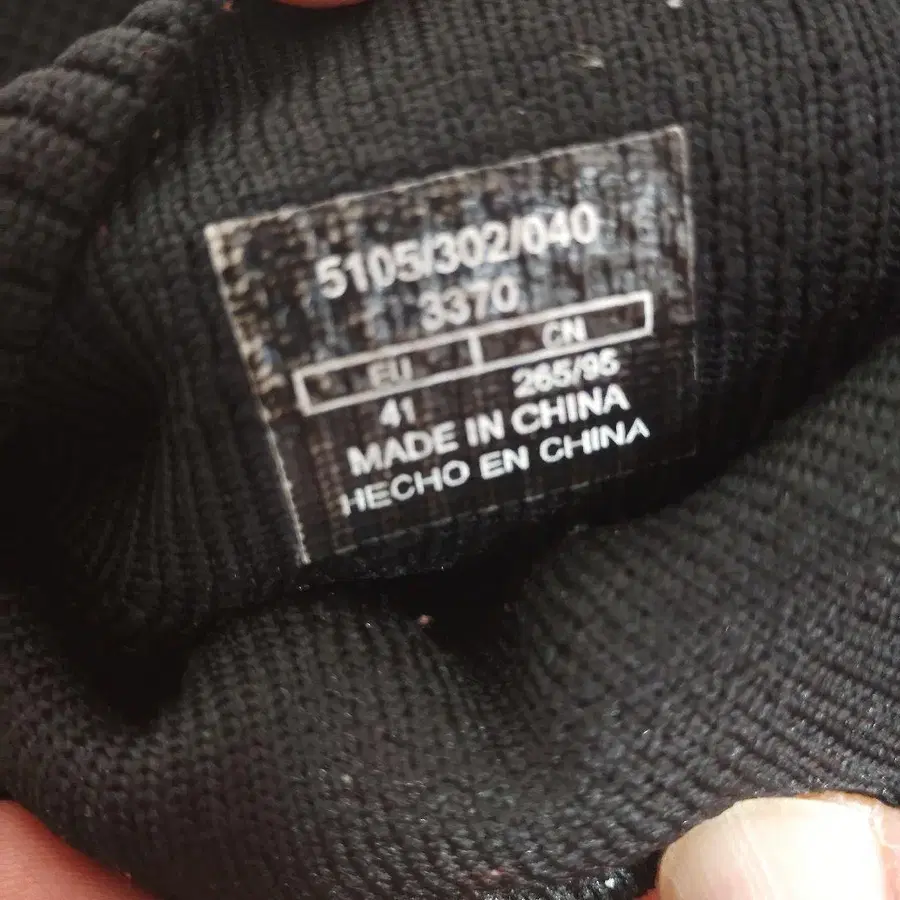 5105/302/040
3370
EU CN
41 265/95
MADE IN CHINA
HECHO EN CHINA